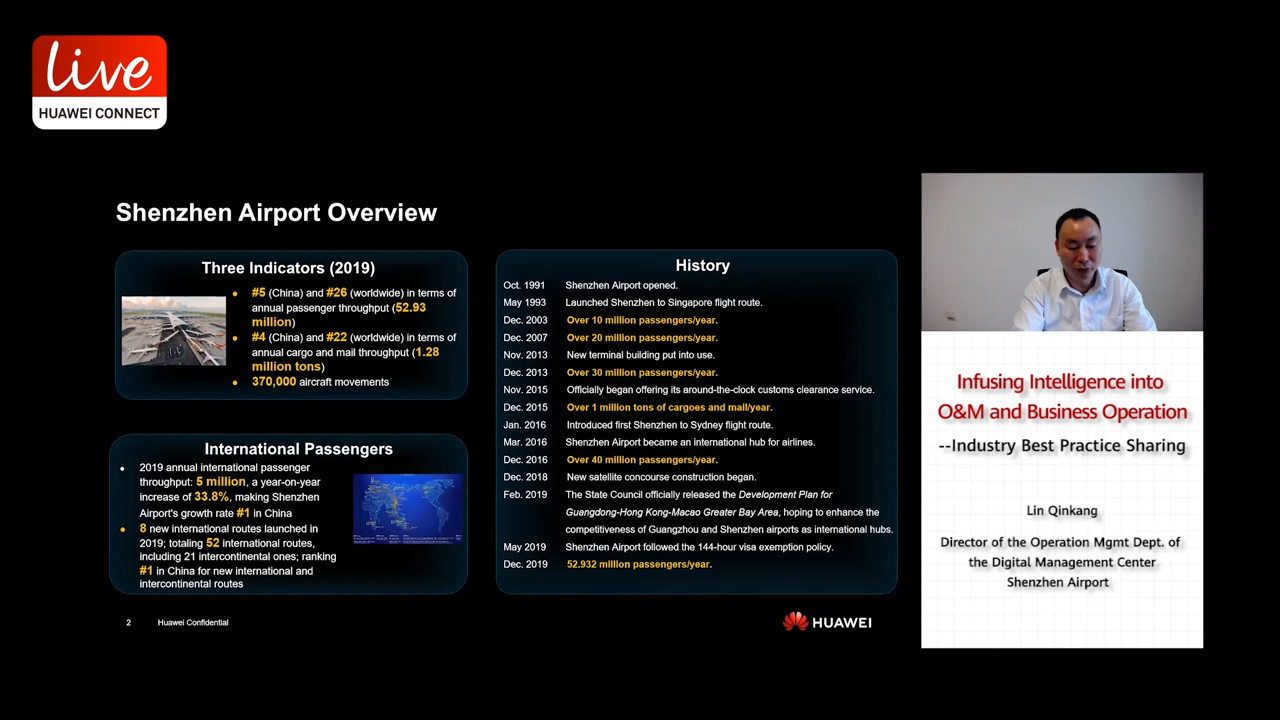 live
HUAWEI CONNECT
Shenzhen Airport Overview
Three Indicators (2019)
• #5 (China) and #26 (worldwide) in terms of
annual passenger throughput (52.93
million)
• #4 (China) and #22 (worldwide) in terms of
annual cargo and mail throughput (1.28
million tons)
• 370,000 aircraft movements
International Passengers
• 2019 annual international passenger
throughput: 5 million, a year-on-year
increase of 33.8%, making Shenzhen
Airport's growth rate #1 in China
• 8 new international routes launched in
2019; totaling 52 international routes,
including 21 intercontinental ones; ranking
#1 in China for new international and
intercontinental routes
History
Oct. 1991 Shenzhen Airport opened.
May 1993 Launched Shenzhen to Singapore flight route.
Dec. 2003 Over 10 million passengers/year.
Dec. 2007 Over 20 million passengers/year.
Nov. 2013 New terminal building put into use.
Dec. 2013 Over 30 million passengers/year.
Nov. 2015 Officially began offering its around-the-clock customs clearance service.
Dec. 2015 Over 1 million tons of cargoes and mail/year.
Jan. 2016 Introduced first Shenzhen to Sydney flight route.
Mar. 2016 Shenzhen Airport became an international hub for airlines.
Dec. 2016 Over 40 million passengers/year.
Dec. 2018 New satellite concourse construction began.
Feb. 2019 The State Council officially released the Development Plan for
Guangdong-Hong Kong-Macao Greater Bay Area, hoping to enhance the
competitiveness of Guangzhou and Shenzhen airports as international hubs.
May 2019 Shenzhen Airport followed the 144-hour visa exemption policy.
Dec. 2019 52.932 million passengers/year.
2 Huawei Confidential
HUAWEI
Infusing Intelligence into
O&M and Business Operation
--Industry Best Practice Sharing
Lin Qinkang
Director of the Operation Mgmt Dept. of
the Digital Management Center
Shenzhen Airport